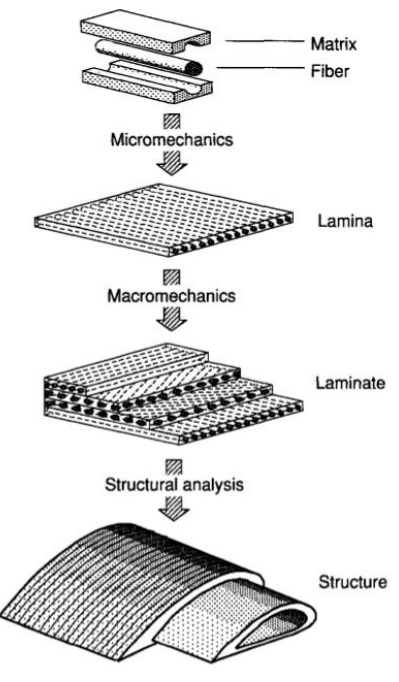 Matrix
Fiber
Micromechanics
Lamina
Macromechanics
Laminate
Structural analysis
Structure